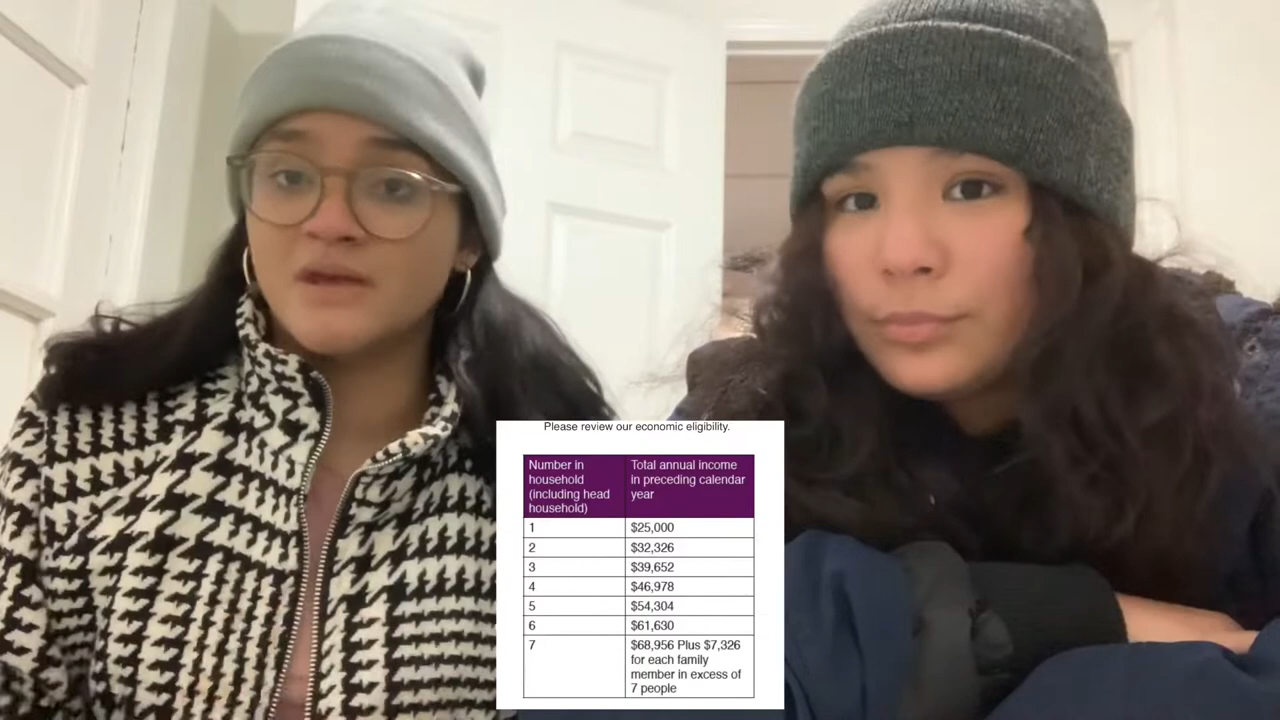 Please review our economic eligibility.
Number in household (including head household) Total annual income in preceding calendar year
1 $25,000
2 $32,326
3 $39,652
4 $46,978
5 $54,304
6 $61,630
7 $68,956 Plus $7,326 for each family member in excess of 7 people